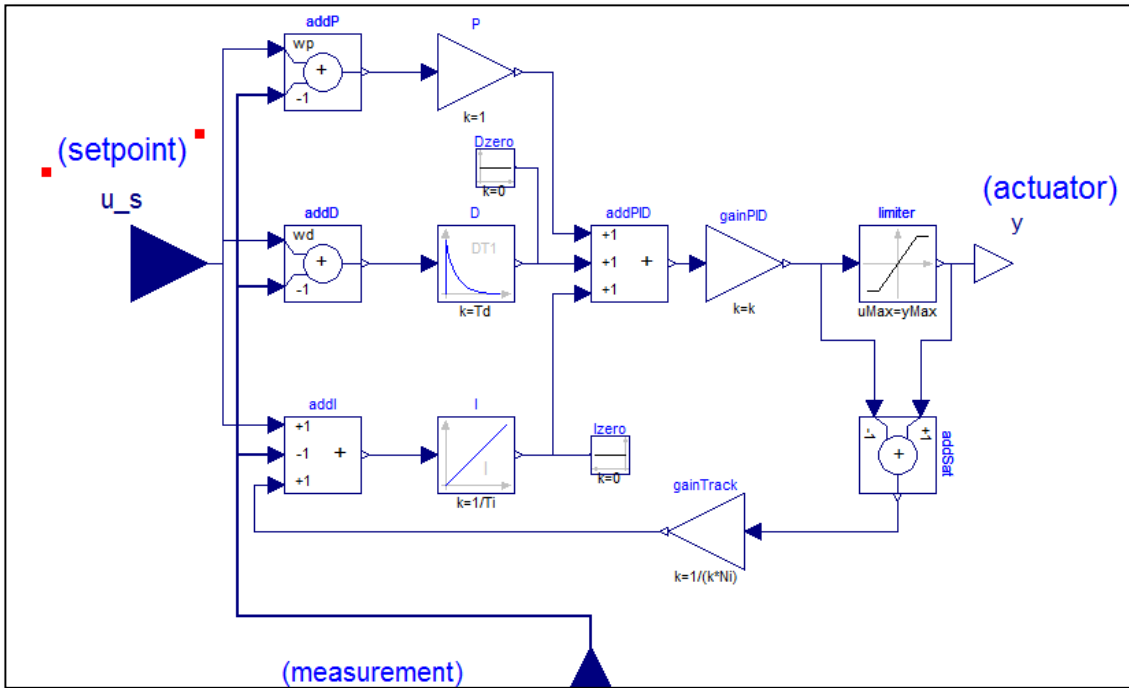 addP
P
wp
+
-1
k=1
(setpoint)
u_s
Dzero
k=0
(actuator)
y
addD
D
addPID
gainPID
limiter
wd
+
-1
DT1
k=Td
+1
+1
+
+1
k=k
uMax=yMax
addI
I
+1
-1
+
+1
I
k=1/Ti
Izero
k=0
-1
+1
+
addSat
gainTrack
k=1/(k*Ni)
(measurement)